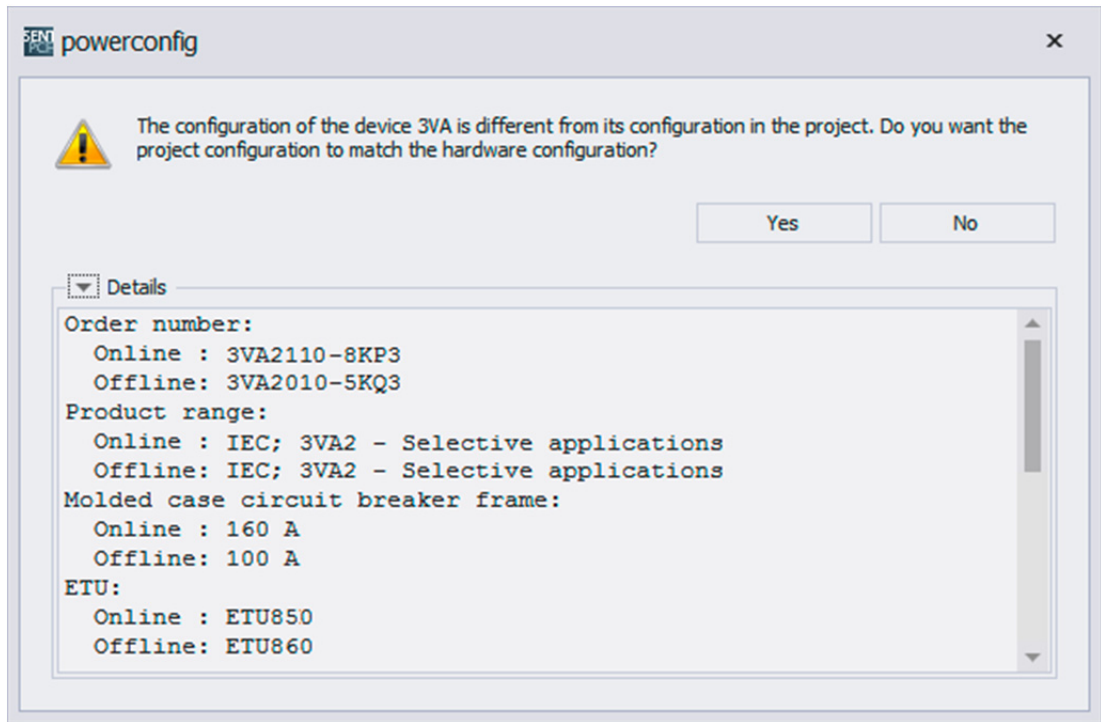 SENT
PCF
powerconfig
The configuration of the device 3VA is different from its configuration in the project. Do you want the
project configuration to match the hardware configuration?
Yes
No
Details
Order number:
Online : 3VA2110-8KP3
Offline: 3VA2010-5KQ3
Product range:
Online : IEC; 3VA2 - Selective applications
Offline: IEC; 3VA2 - Selective applications
Molded case circuit breaker frame:
Online : 160 A
Offline: 100 A
ETU:
Online : ETU850
Offline: ETU860